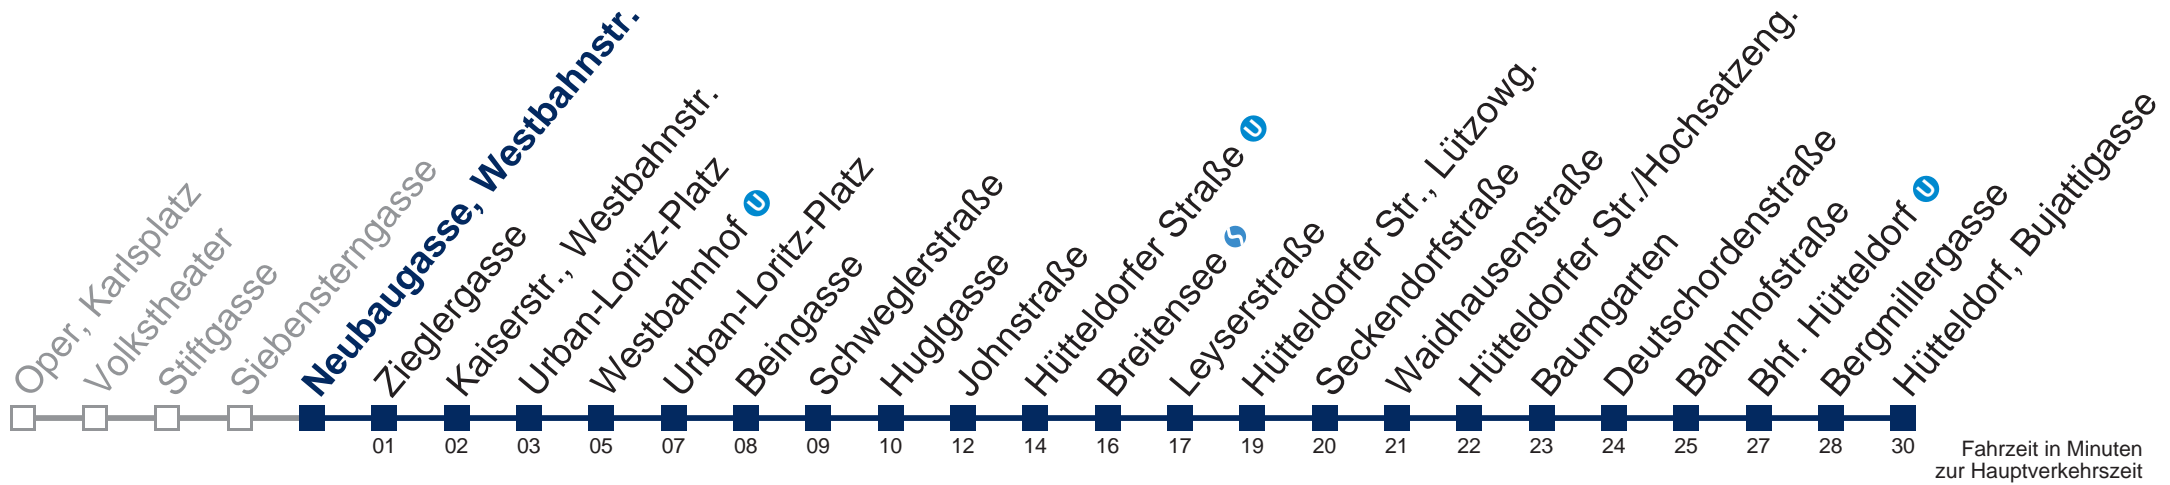 Oper, Karlsplatz
Volkstheater
Stiftgasse
Siebensterngasse
Neubaugasse, Westbahnstr.
Zieglergasse
Kaiserstr., Westbahnstr.
Urban-Loritz-Platz
Westbahnhof U
Urban-Loritz-Platz
Beingasse
Schweglerstraße
Huglgasse
Johnstraße
Hütteldorfer Straße U
Breitensee S
Leyserstraße
Hütteldorfer Str., Lützowg.
Seckendorfstraße
Waidhausenstraße
Hütteldorfer Str./Hochsatzeng.
Baumgarten
Deutschordenstraße
Bahnhofstraße
Bhf. Hütteldorf U
Bergmillergasse
Hütteldorf, Bujattigasse
01 02 03 05 07 08 09 10 12 14 16 17 19 20 21 22 23 24 25 27 28 30
Fahrzeit in Minuten
zur Hauptverkehrszeit